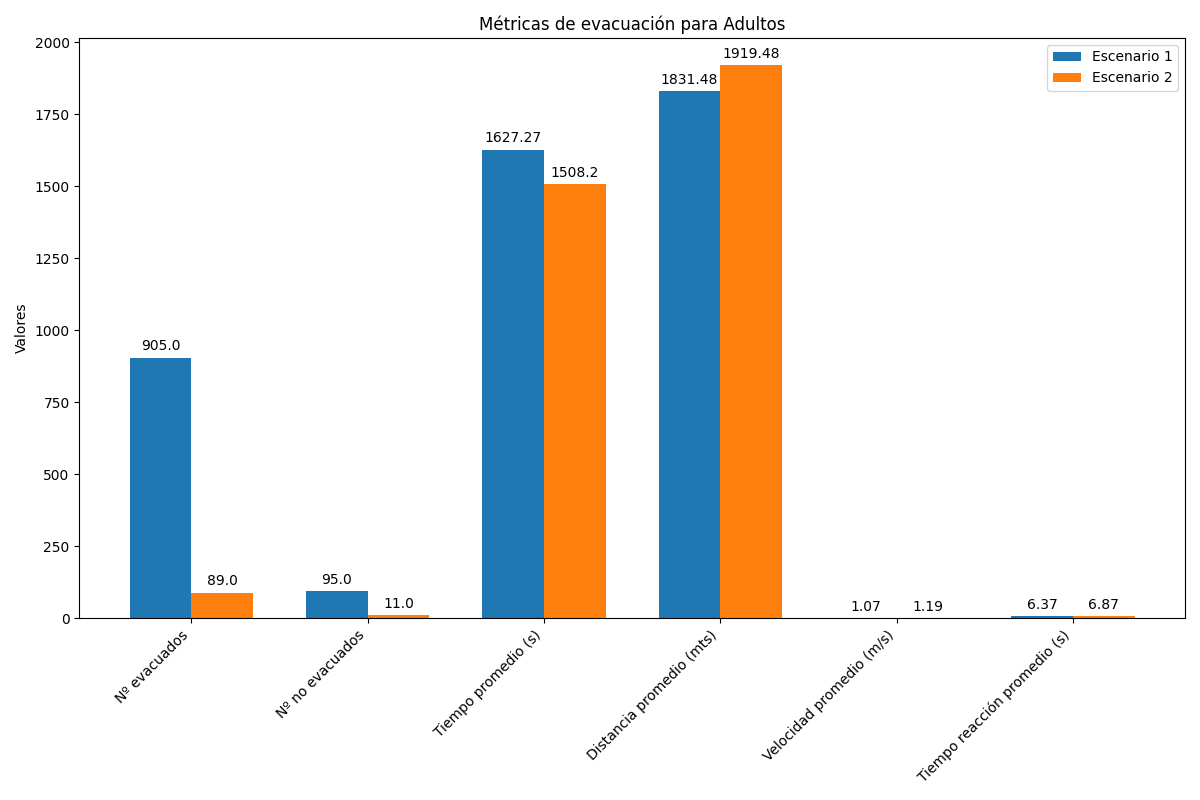 Métricas de evacuación para Adultos
Escenario 1
Escenario 2
Valores
2000
1750
1500
1250
1000
750
500
250
0
905.0
89.0
95.0
11.0
1627.27
1508.2
1831.48
1919.48
1.07
1.19
6.37
6.87
Nº evacuados
Nº no evacuados
Tiempo promedio (s)
Distancia promedio (mts)
Velocidad promedio (m/s)
Tiempo reacción promedio (s)